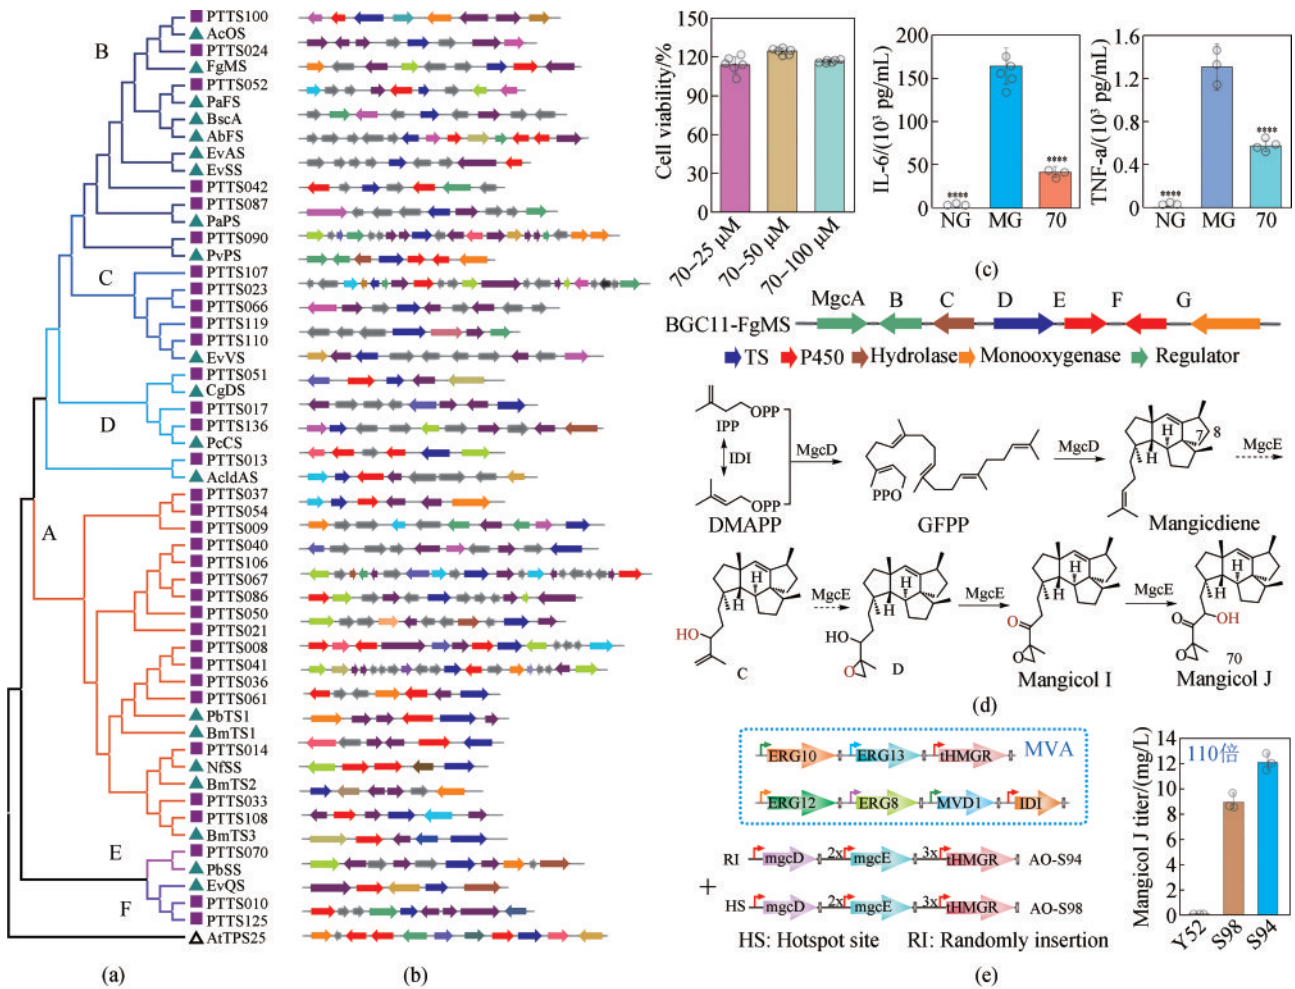 B
C
D
A
E
F
PTTS100
AcOS
PTTS024
FgMS
PTTS052
PaFS
BscA
AbFS
EvAS
EvSS
PTTS042
PTTS087
PaPS
PTTS090
PvPS
PTTS107
PTTS023
PTTS066
PTTS119
PTTS110
EvVS
PTTS051
CgDS
PTTS017
PTTS136
PcCS
PTTS013
AcldAS
PTTS037
PTTS054
PTTS009
PTTS040
PTTS106
PTTS067
PTTS086
PTTS050
PTTS021
PTTS008
PTTS041
PTTS036
PTTS061
PbTS1
BmTS1
PTTS014
NfSS
BmTS2
PTTS033
PTTS108
BmTS3
PTTS070
PbSS
EvQS
PTTS010
PTTS125
AtTPS25
(a)
(b)
Cell viability/%
150
120
90
60
30
0
70–25 μM
70–50 μM
70–100 μM
IL-6/(10³ pg/mL)
200
150
100
50
0
****
****
NG
MG
70
TNF-a/(10³ pg/mL)
1.6
1.2
0.8
0.4
0
****
****
NG
MG
70
(c)
BGC11-FgMS
MgcA
B
C
D
E
F
G
TS
P450
Hydrolase
Monooxygenase
Regulator
OPP
IPP
IDI
OPP
DMAPP
MgcD
PPO
GFPP
MgcD
H
H
7
8
Mangicdiene
MgcE
H
H
HO
C
MgcE
H
H
HO
O
D
MgcE
H
H
O
O
Mangicol I
MgcE
H
H
OH
O
O
70
Mangicol J
(d)
ERG10
ERG13
tHMGR
MVA
ERG12
ERG8
MVD1
IDI
RI
mgcD
2x
mgcE
3x
tHMGR
AO-S94
+
HS
mgcD
2x
mgcE
3x
tHMGR
AO-S98
HS: Hotspot site
RI: Randomly insertion
Mangicol J titer/(mg/L)
14
12
10
8
6
4
2
0
110倍
Y52
S98
S94
(e)